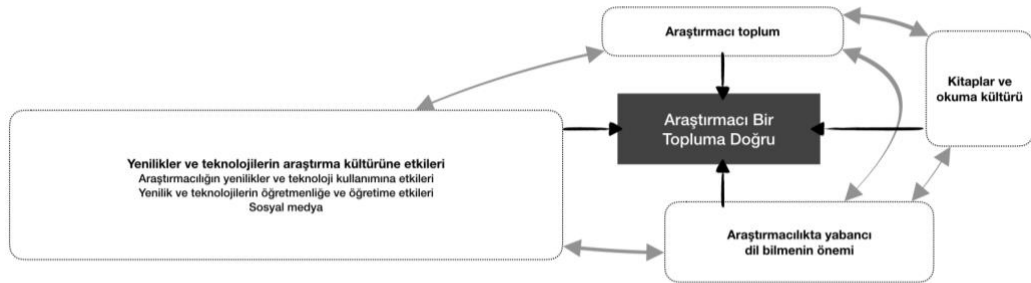 Araştırmacı toplum
Kitaplar ve
okuma kültürü
Araştırmacı Bir
Topluma Doğru
Yenilikler ve teknolojilerin araştırma kültürüne etkileri
Araştırmacılığın yenilikler ve teknoloji kullanımına etkileri
Yenilik ve teknolojilerin öğretmenliğe ve öğretime etkileri
Sosyal medya
Araştırmacılıkta yabancı
dil bilmenin önemi